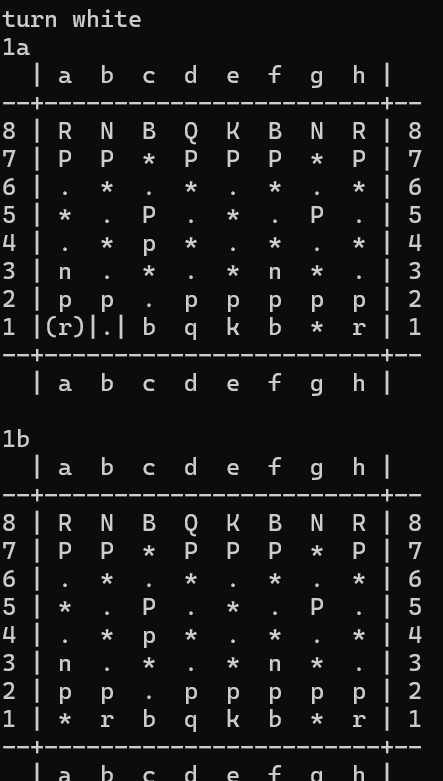 turn white
1a
  | a  b  c  d  e  f  g  h |
--+------------------------+--
8 | R  N  B  Q  K  B  N  R | 8
7 | P  P  *  P  P  P  *  P | 7
6 | .  *  .  *  .  *  .  * | 6
5 | *  .  P  .  *  .  P  . | 5
4 | .  *  p  *  .  *  .  * | 4
3 | n  .  *  .  *  n  *  . | 3
2 | p  p  .  p  p  p  p  p | 2
1 |(r)|.| b  q  k  b  *  r | 1
--+------------------------+--
  | a  b  c  d  e  f  g  h |
1b
  | a  b  c  d  e  f  g  h |
--+------------------------+--
8 | R  N  B  Q  K  B  N  R | 8
7 | P  P  *  P  P  P  *  P | 7
6 | .  *  .  *  .  *  .  * | 6
5 | *  .  P  .  *  .  P  . | 5
4 | .  *  p  *  .  *  .  * | 4
3 | n  .  *  .  *  n  *  . | 3
2 | p  p  .  p  p  p  p  p | 2
1 | *  r  b  q  k  b  *  r | 1
--+------------------------+--
  | a  b  c  d  e  f  g  h |